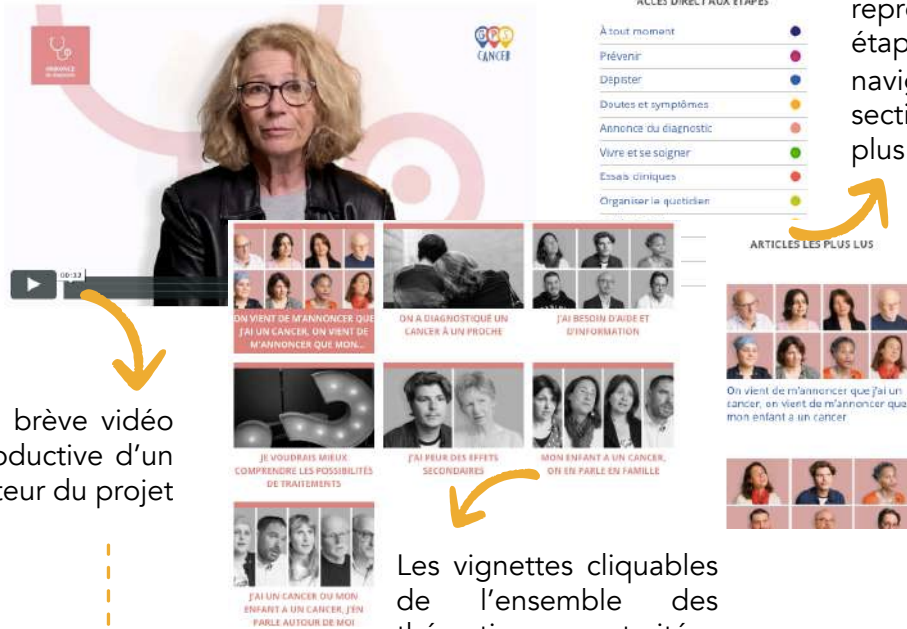 ACCÈS DIRECT AUX ÉTAPES
À tout moment
Prévenir
Dépister
Doutes et symptômes
Annonce du diagnostic
Vivre et se soigner
Essais cliniques
Organiser le quotidien
GPS
CANCER
ANNONCE
00:32
étap
navig
secti
plus
ARTICLES LES PLUS LUS
On vient de m'annoncer que j'ai un
cancer, on vient de m'annoncer que
mon enfant a un cancer
ON VIENT DE M'ANNONCER QUE
J'AI UN CANCER, ON VIENT DE
M'ANNONCER QUE MON...
ON A DIAGNOSTIQUÉ UN
CANCER À UN PROCHE
J'AI BESOIN D'AIDE ET
D'INFORMATION
JE VOUDRAIS MIEUX
COMPRENDRE LES POSSIBILITÉS
DE TRAITEMENTS
J'AI PEUR DES EFFETS
SECONDAIRES
MON ENFANT A UN CANCER,
ON EN PARLE EN FAMILLE
J'AI UN CANCER OU MON
ENFANT A UN CANCER, J'EN
PARLE AUTOUR DE MOI
brève vidéo
oductive d'un
teur du projet
Les vignettes cliquables
de l'ensemble des